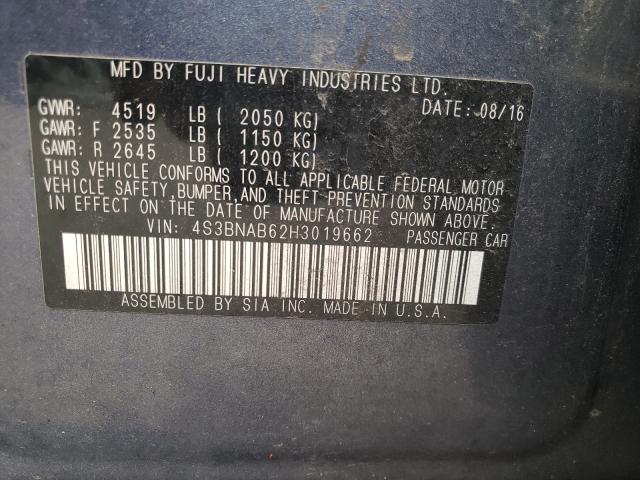 MFD BY FUJI HEAVY INDUSTRIES LTD.
DATE: 08/16
GVWR: 4519 LB ( 2050 KG)
GAWR: F 2535 LB ( 1150 KG)
GAWR: R 2645 LB ( 1200 KG)
THIS VEHICLE CONFORMS TO ALL APPLICABLE FEDERAL MOTOR
VEHICLE SAFETY,BUMPER,AND THEFT PREVENTION STANDARDS
IN EFFECT ON THE DATE OF MANUFACTURE SHOWN ABOVE.
VIN: 4S3BNAB62H3019662 PASSENGER CAR
ASSEMBLED BY SIA INC. MADE IN U.S.A.